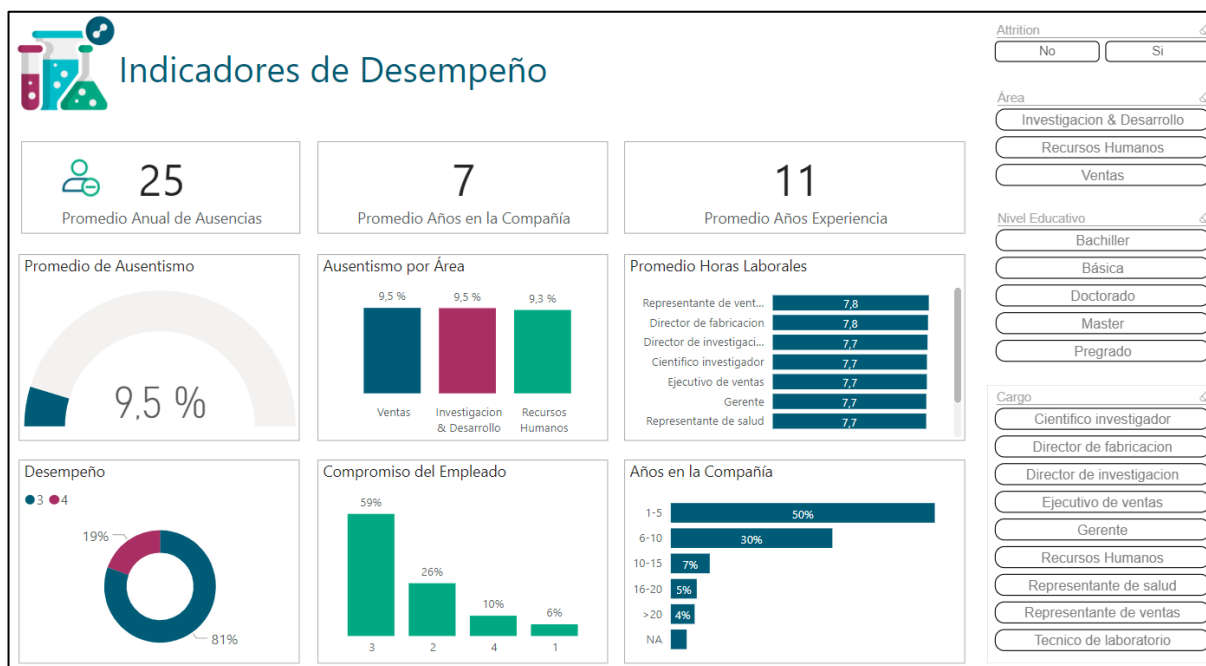 Indicadores de Desempeño
25
Promedio Anual de Ausencias
7
Promedio Años en la Compañía
11
Promedio Años Experiencia
Promedio de Ausentismo
9,5 %
Ausentismo por Área
9,5 %
9,5 %
9,3 %
Ventas
Investigacion
& Desarrollo
Recursos
Humanos
Promedio Horas Laborales
Representante de vent... 7,8
Director de fabricacion 7,8
Director de investigaci... 7,7
Cientifico investigador 7,7
Ejecutivo de ventas 7,7
Gerente 7,7
Representante de salud 7,7
Desempeño
3 4
19%
81%
Compromiso del Empleado
59%
26%
10%
6%
3 2 4 1
Años en la Compañía
1-5 50%
6-10 30%
10-15 7%
16-20 5%
>20 4%
NA
Attrition
No
Si
Área
Investigacion & Desarrollo
Recursos Humanos
Ventas
Nivel Educativo
Bachiller
Básica
Doctorado
Master
Pregrado
Cargo
Cientifico investigador
Director de fabricacion
Director de investigacion
Ejecutivo de ventas
Gerente
Recursos Humanos
Representante de salud
Representante de ventas
Tecnico de laboratorio